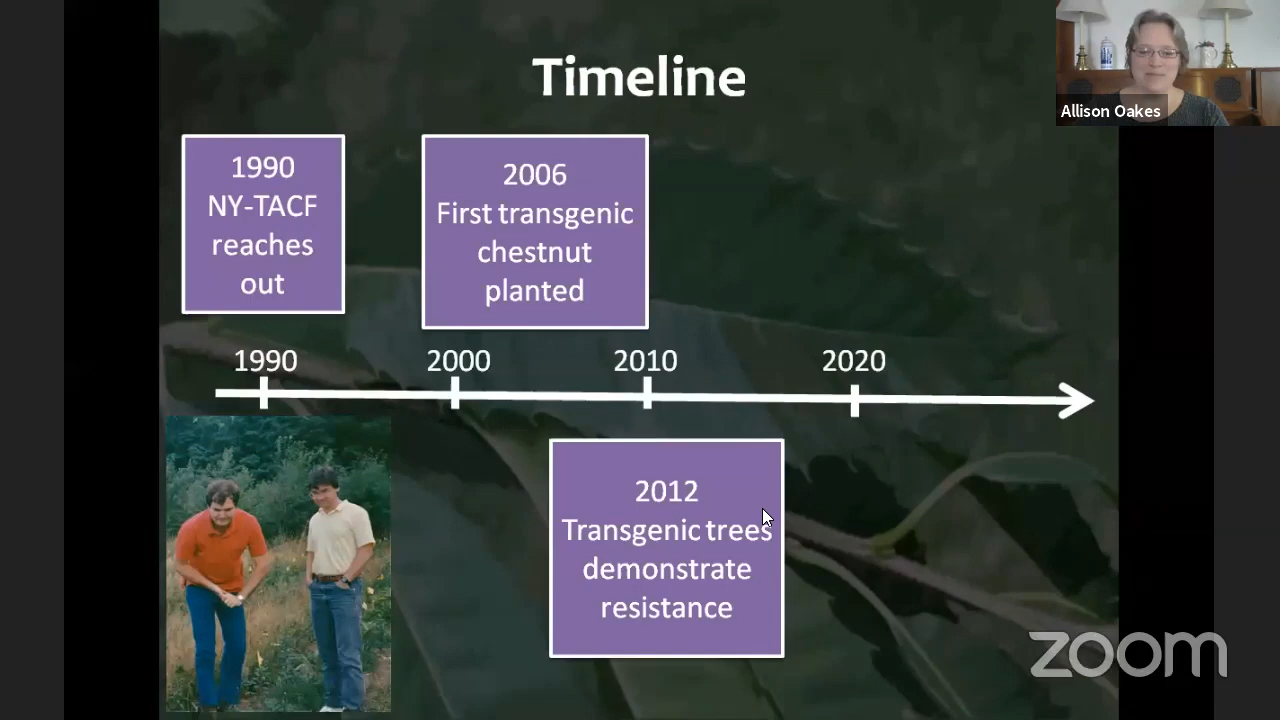 Timeline
Allison Oakes
1990
NY-TACF
reaches
out
2006
First transgenic
chestnut
planted
1990
2000
2010
2020
2012
Transgenic trees
demonstrate
resistance
zoom